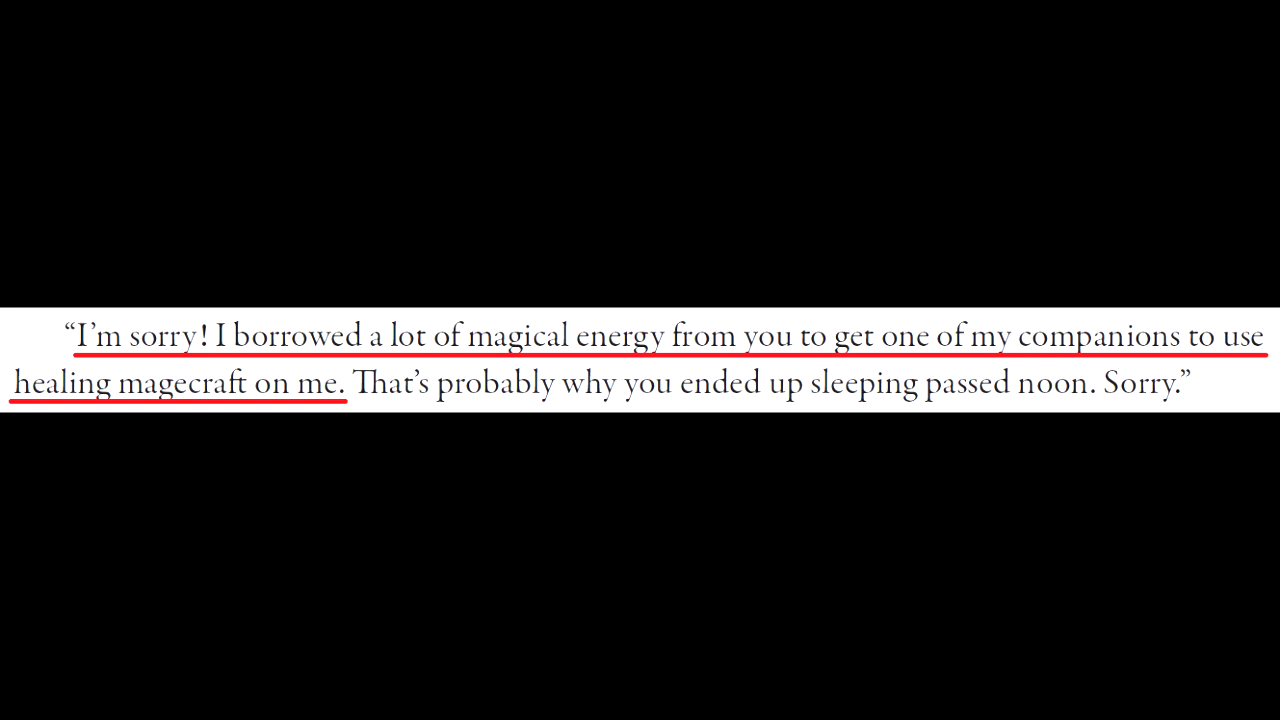 “I’m sorry! I borrowed a lot of magical energy from you to get one of my companions to use
healing magecraft on me. That’s probably why you ended up sleeping passed noon. Sorry.”